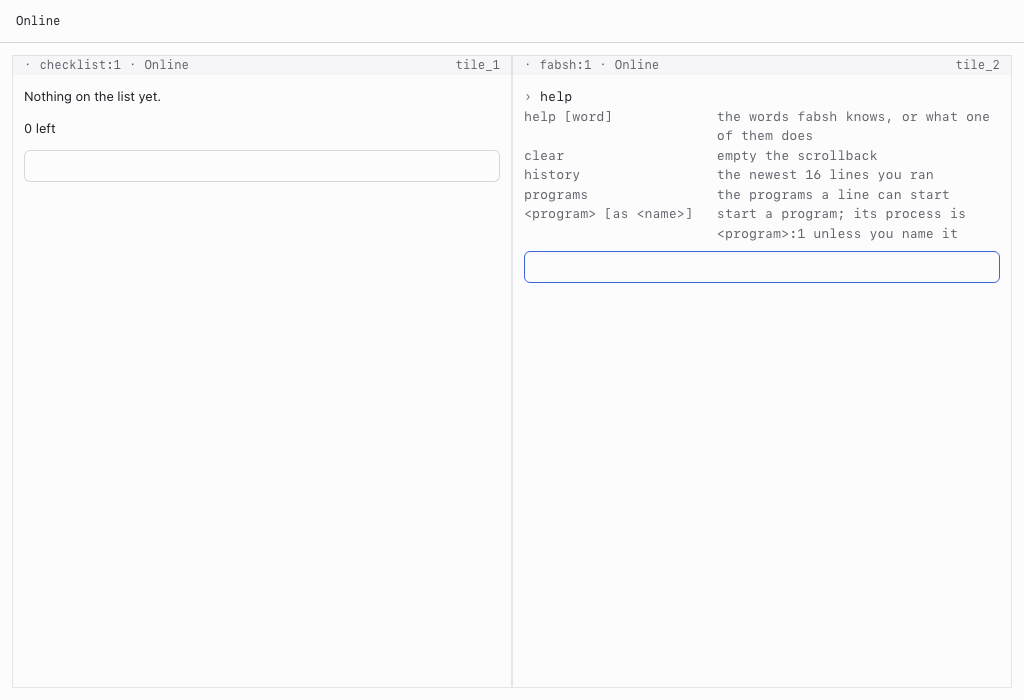 Online
· checklist:1 · Online
tile_1
Nothing on the list yet.
0 left
· fabsh:1 · Online
tile_2
› help
help [word] the words fabsh knows, or what one
of them does
clear empty the scrollback
history the newest 16 lines you ran
programs the programs a line can start
<program> [as <name>] start a program; its process is
<program>:1 unless you name it